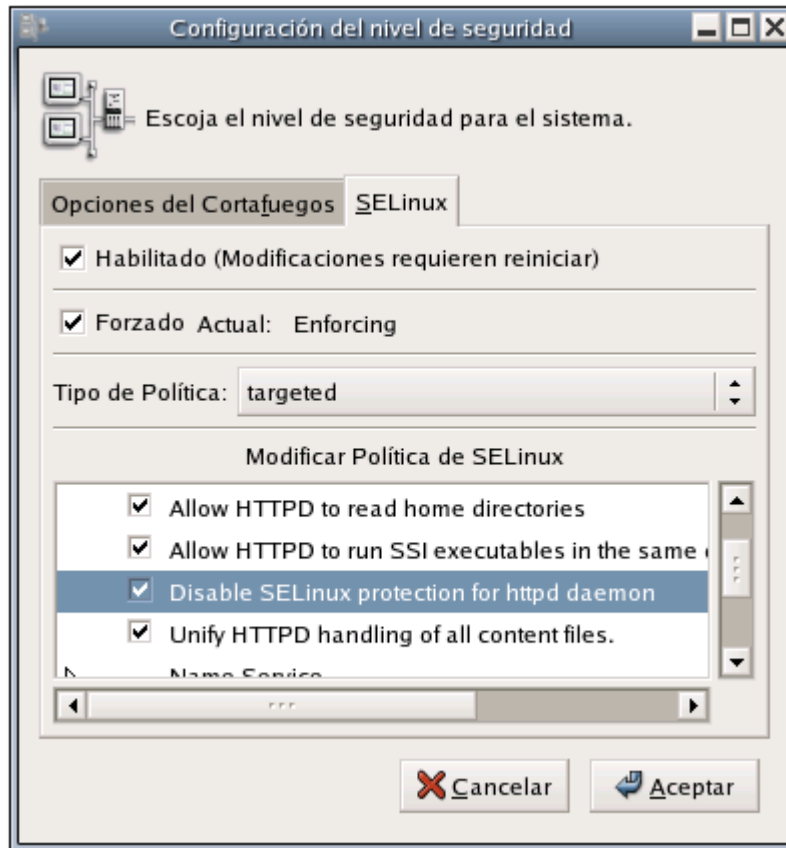 Configuración del nivel de seguridad
Escoja el nivel de seguridad para el sistema.
Opciones del Cortafuegos
SELinux
Habilitado (Modificaciones requieren reiniciar)
Forzado Actual: Enforcing
Tipo de Política: targeted
Modificar Política de SELinux
Allow HTTPD to read home directories
Allow HTTPD to run SSI executables in the same
Disable SELinux protection for httpd daemon
Unify HTTPD handling of all content files.
Name Service
Cancelar
Aceptar